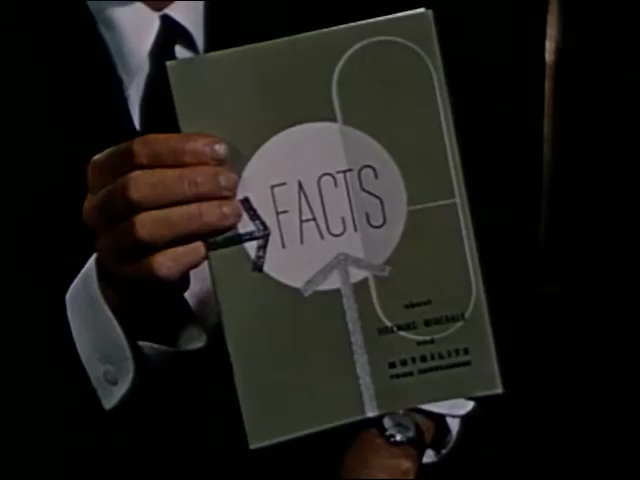 FACTS
about
VITAMINS MINERALS
and
NUTRILITE
FOOD SUPPLEMENT